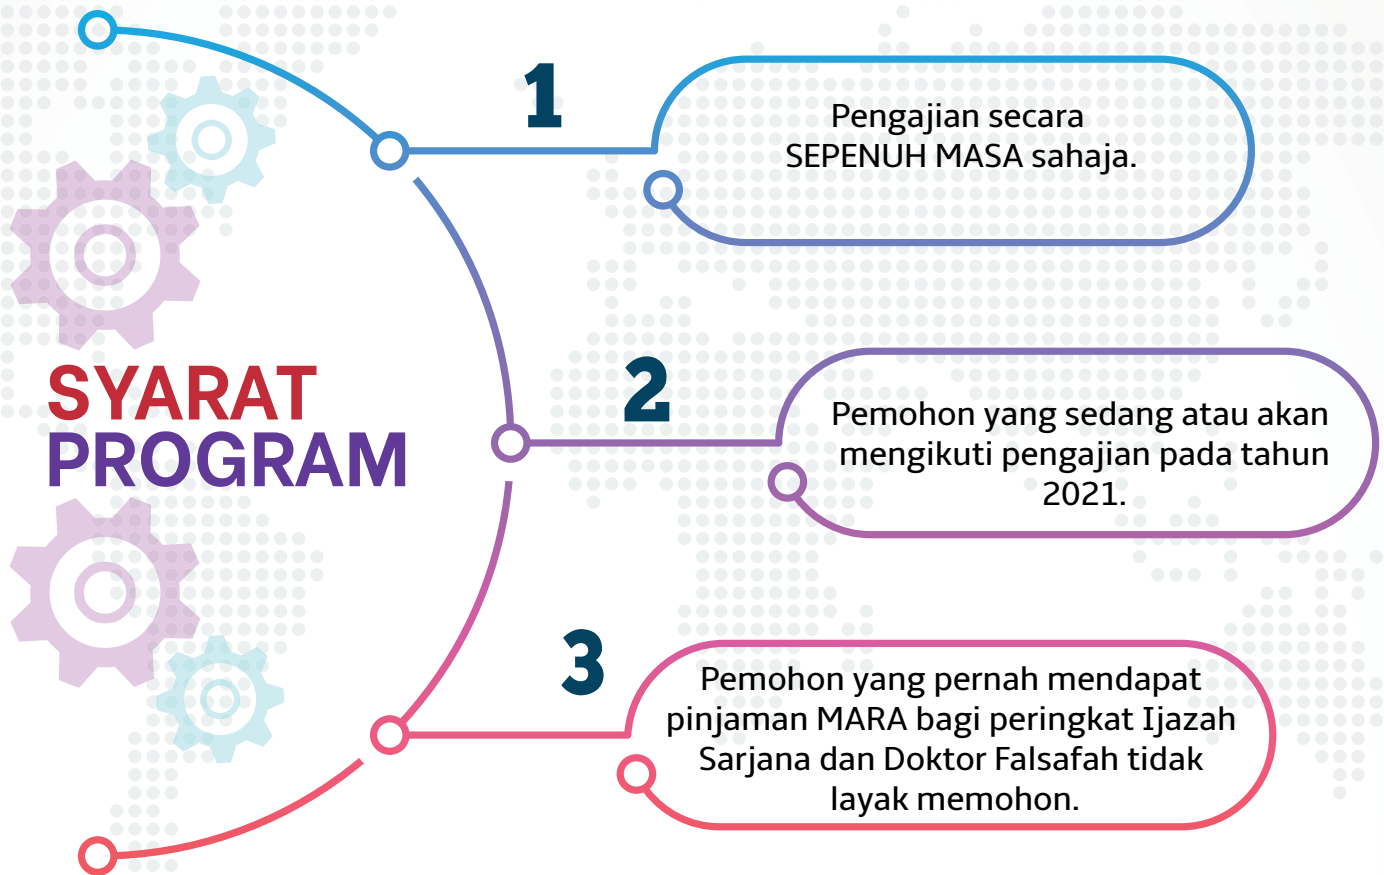 SYARAT
PROGRAM
1
Pengajian secara
SEPENUH MASA sahaja.
2
Pemohon yang sedang atau akan
mengikuti pengajian pada tahun
2021.
3
Pemohon yang pernah mendapat
pinjaman MARA bagi peringkat Ijazah
Sarjana dan Doktor Falsafah tidak
layak memohon.